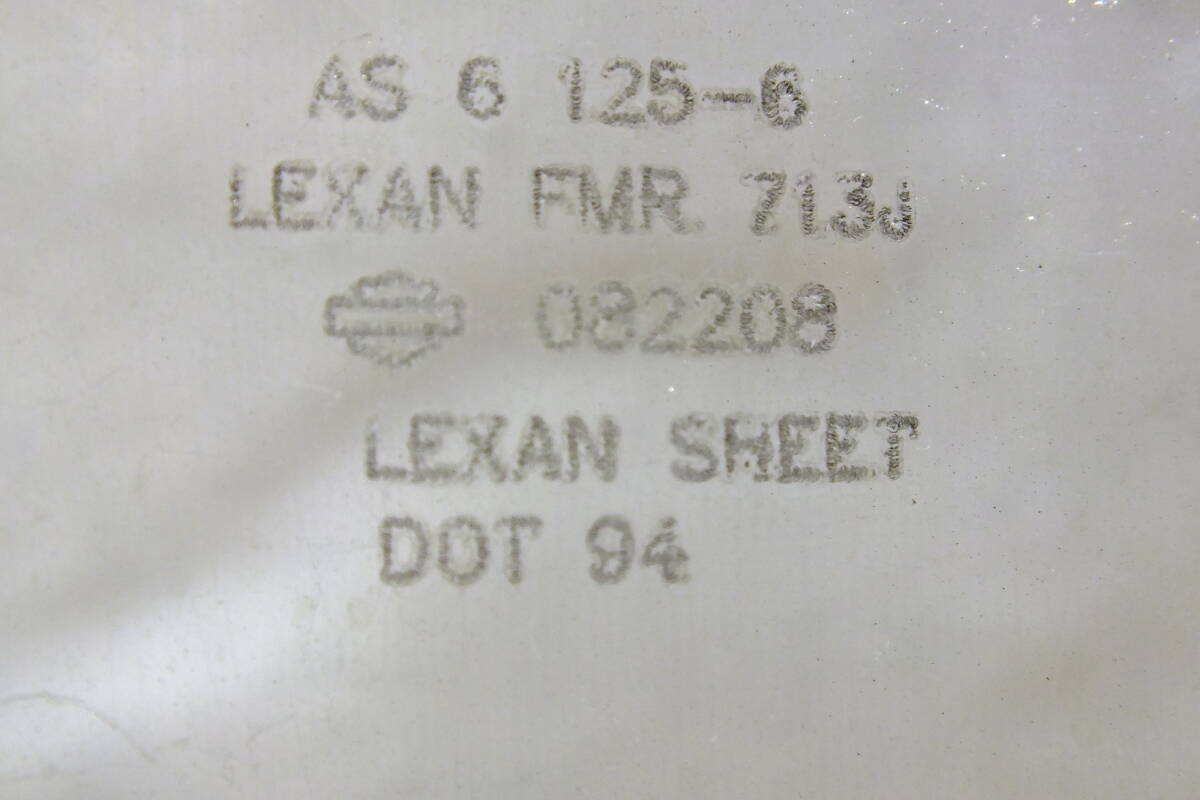 AS 6 125-6
LEXAN FMR 713J
082208
LEXAN SHEET
DOT 94